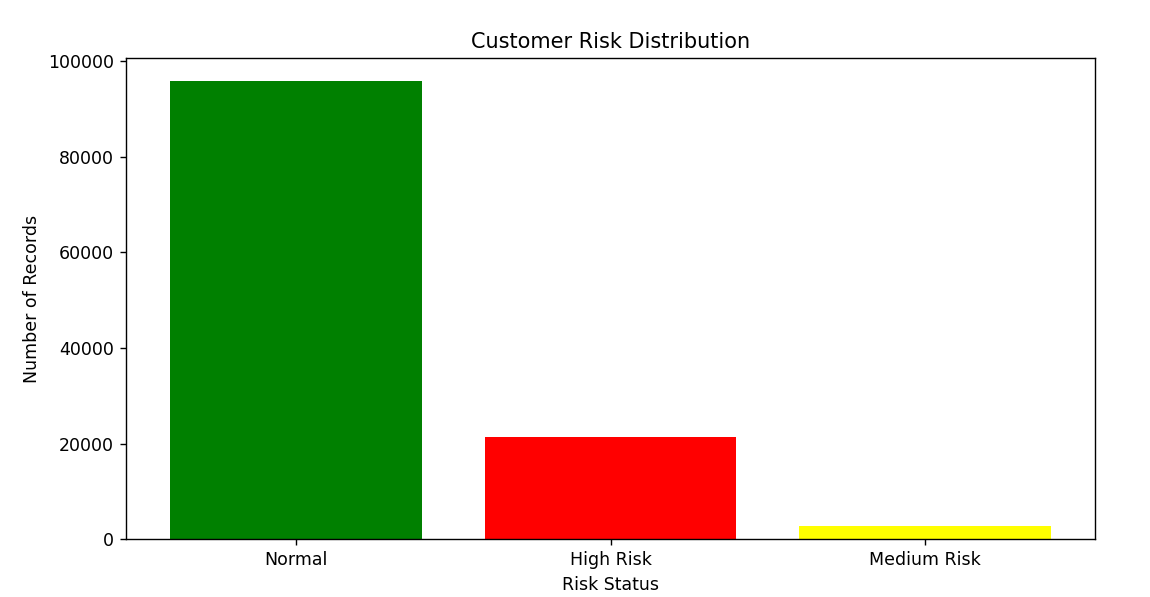 Customer Risk Distribution
100000
80000
60000
40000
20000
0
Number of Records
Normal
High Risk
Medium Risk
Risk Status